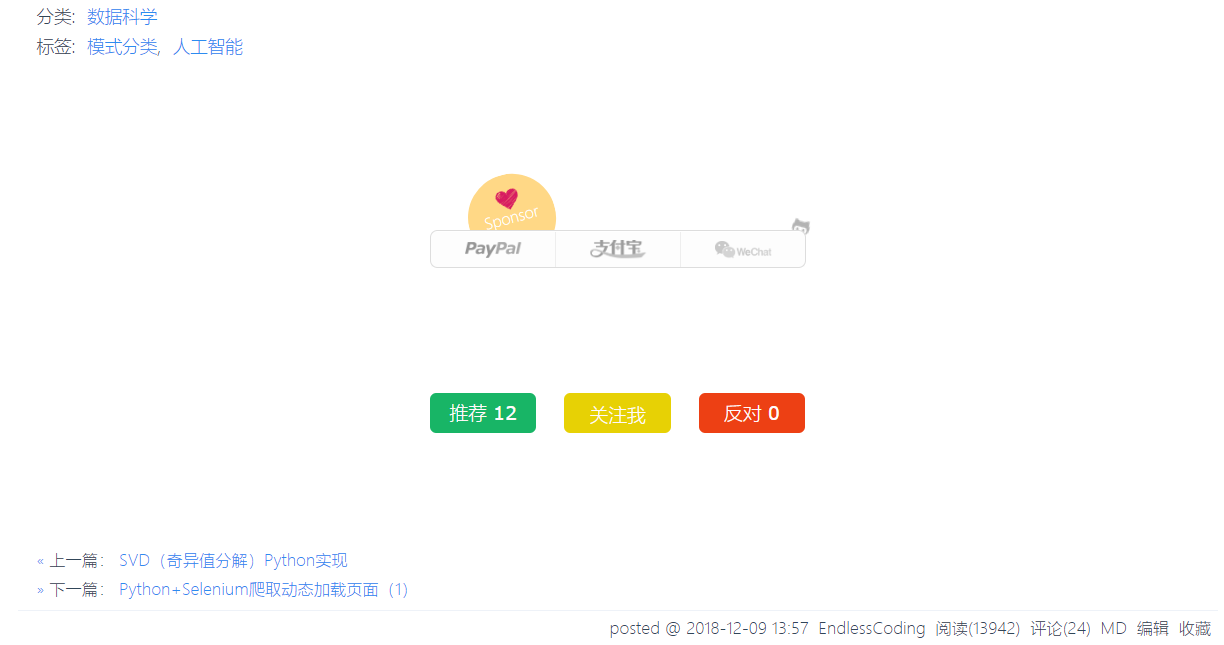 分类: 数据科学
标签: 模式分类, 人工智能
Sponsor
PayPal 支付宝 WeChat
推荐 12 关注我 反对 0
« 上一篇： SVD（奇异值分解）Python实现
» 下一篇： Python+Selenium爬取动态加载页面（1）
posted @ 2018-12-09 13:57 EndlessCoding 阅读(13942) 评论(24) MD 编辑 收藏